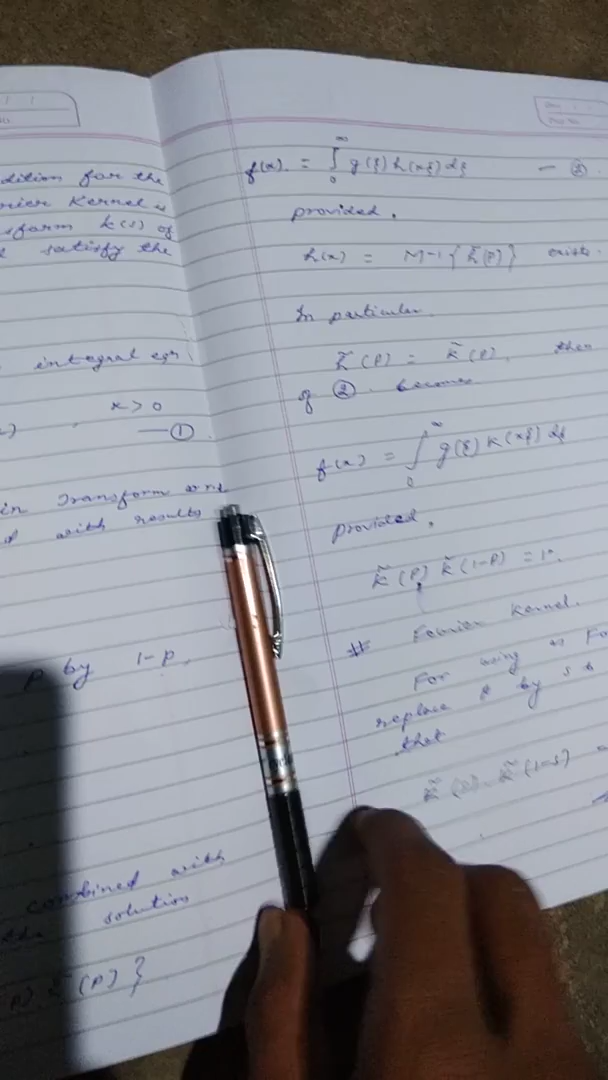 dition for the
rier Kernel is
sform k(s) of
satisfy the
integral eqn
x > 0
— ①
in Transform and
with results
p by 1-p.
combined with
the solution
k̃(p) }
f(x) = ∫₀^∞ g(ξ) h(xξ) dξ —
provided,
h(x) = M-1 { h̃(p) } exists.
In particular
h̃(p) = k̃(p), then
of ② becomes
f(x) = ∫₀^∞ g(ξ) k(xξ) dξ
provided,
k̃(p) k̃(1-p) = 1.
# Fourier Kernel.
For using as Fo
replace by s
that
k̃(s) . k̃(1-s) =